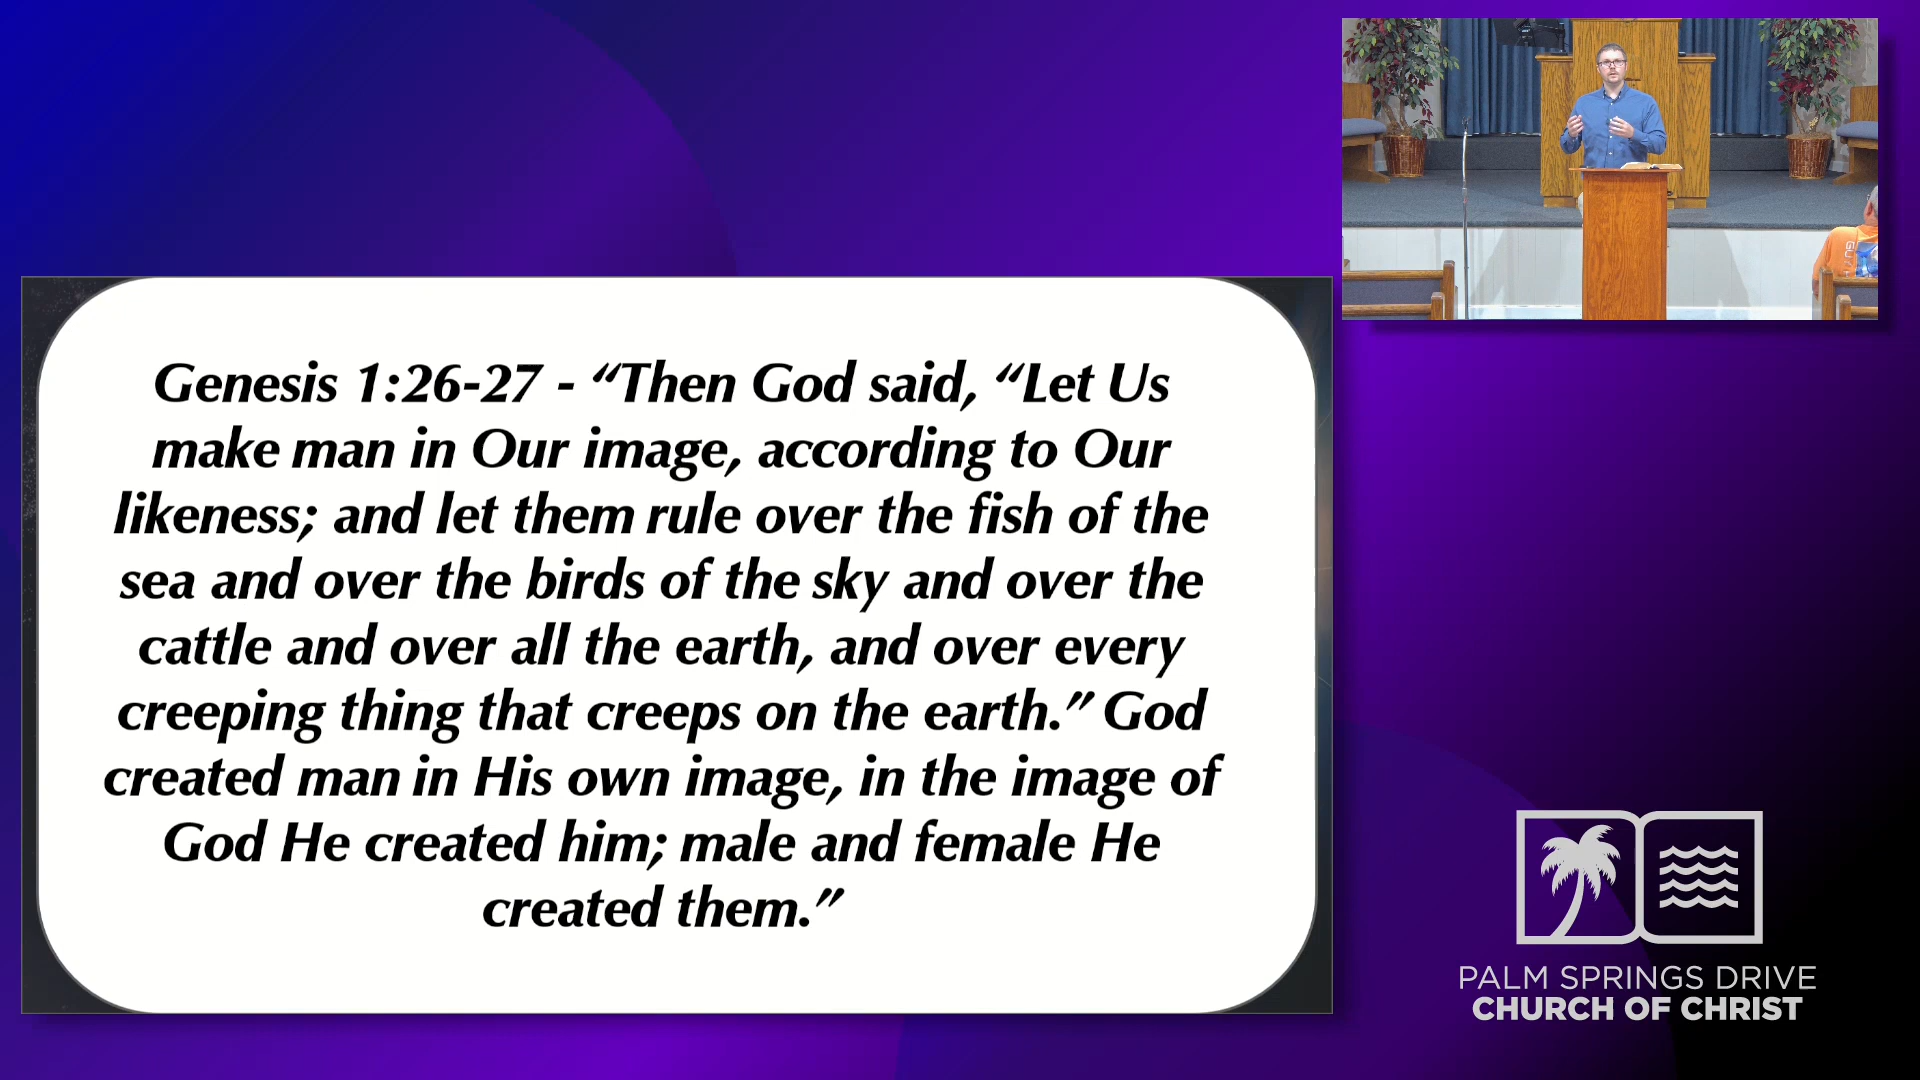 Genesis 1:26-27 - “Then God said, “Let Us
make man in Our image, according to Our
likeness; and let them rule over the fish of the
sea and over the birds of the sky and over the
cattle and over all the earth, and over every
creeping thing that creeps on the earth.” God
created man in His own image, in the image of
God He created him; male and female He
created them.”
PALM SPRINGS DRIVE
CHURCH OF CHRIST